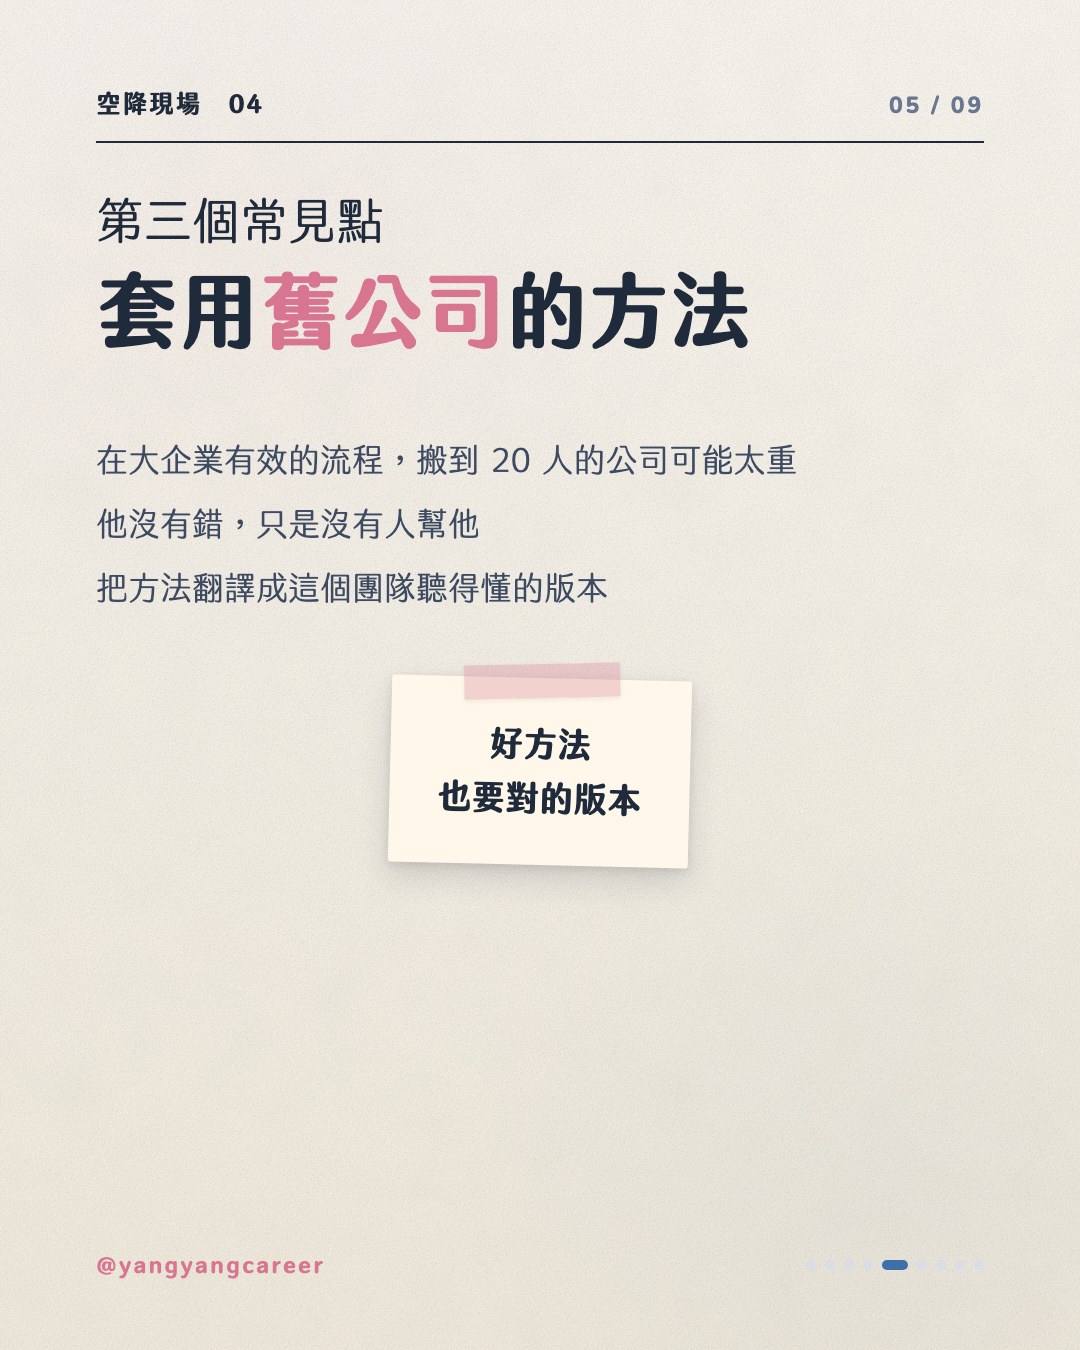 空降現場 04
05 / 09
第三個常見點
套用舊公司的方法
在大企業有效的流程，搬到 20 人的公司可能太重
他沒有錯，只是沒有人幫他
把方法翻譯成這個團隊聽得懂的版本
好方法
也要對的版本
@yangyangcareer